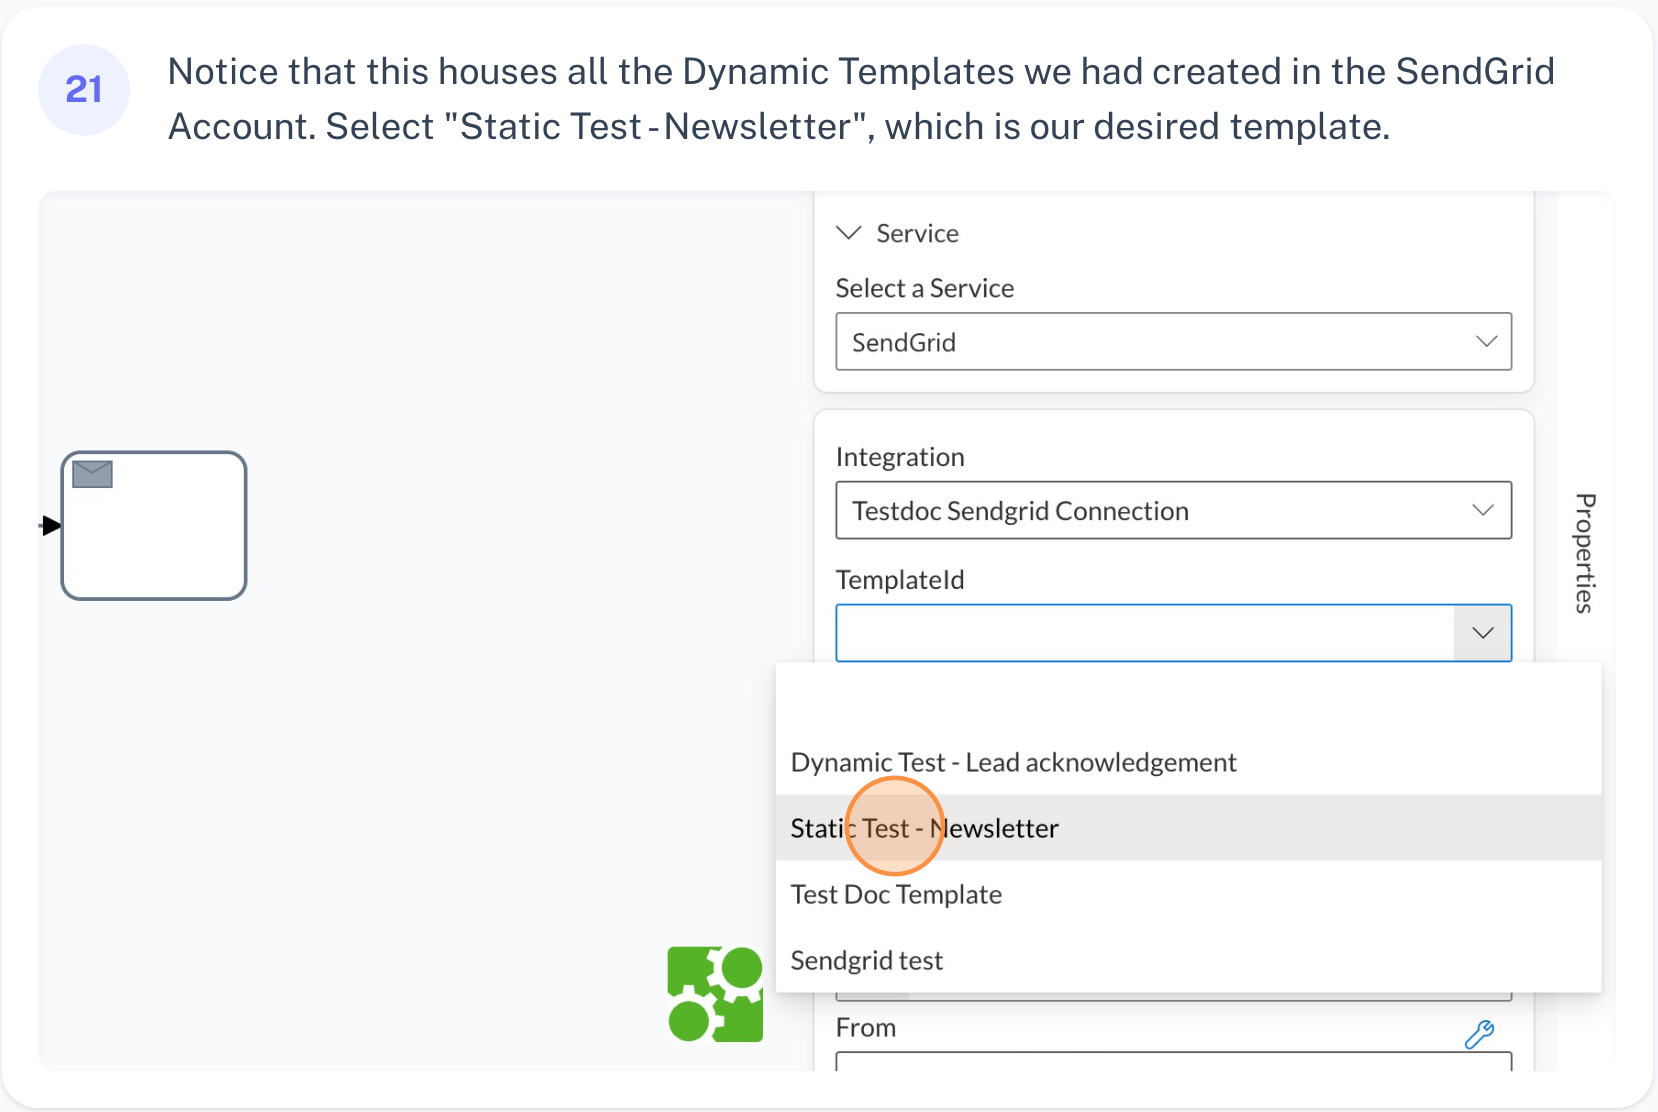 21
Notice that this houses all the Dynamic Templates we had created in the SendGrid
Account. Select "Static Test - Newsletter", which is our desired template.
Service
Select a Service
SendGrid
Integration
Testdoc Sendgrid Connection
TemplateId
Dynamic Test - Lead acknowledgement
Static Test - Newsletter
Test Doc Template
Sendgrid test
From
Properties